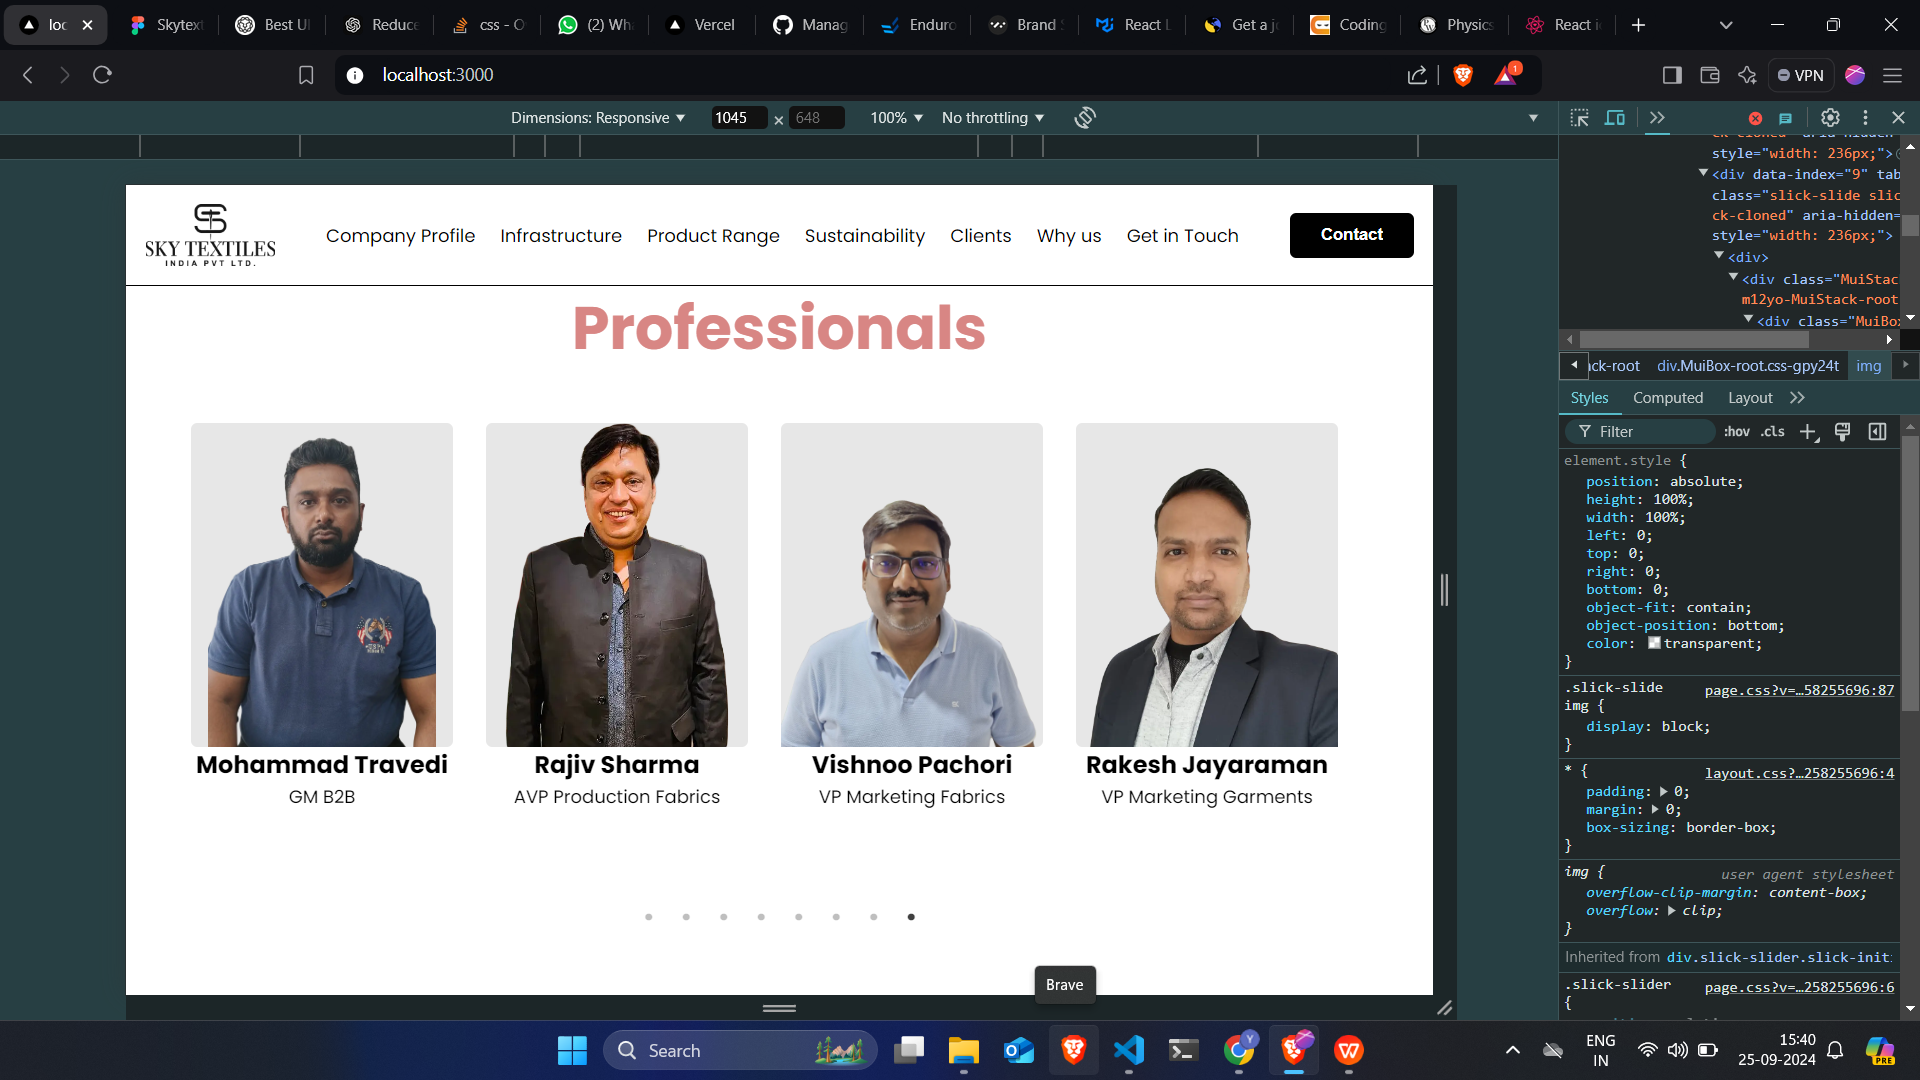 loc
Skytext
Best UI
Reduce
css - O
(2) Wha
Vercel
Manag
Enduro
Brand S
React L
Get a jo
Coding
Physics
React ic
localhost:3000
1
VPN
Dimensions: Responsive
1045
×
648
100%
No throttling
SKY TEXTILES
INDIA PVT LTD.
Company Profile
Infrastructure
Product Range
Sustainability
Clients
Why us
Get in Touch
Contact
Professionals
Mohammad Travedi
GM B2B
Rajiv Sharma
AVP Production Fabrics
Vishnoo Pachori
VP Marketing Fabrics
Rakesh Jayaraman
VP Marketing Garments
Brave
ck-cloned" aria-hidden
style="width: 236px;">
<div data-index="9" tab
class="slick-slide slic
ck-cloned" aria-hidden=
style="width: 236px;">
<div>
<div class="MuiStac
m12yo-MuiStack-root
<div class="MuiBox
ack-root
div.MuiBox-root.css-gpy24t
img
Styles
Computed
Layout
Filter
:hov
.cls
element.style {
position: absolute;
height: 100%;
width: 100%;
left: 0;
top: 0;
right: 0;
bottom: 0;
object-fit: contain;
object-position: bottom;
color: transparent;
}
.slick-slide page.css?v=…58255696:87
img {
display: block;
}
* { layout.css?…258255696:4
padding: 0;
margin: 0;
box-sizing: border-box;
}
img { user agent stylesheet
overflow-clip-margin: content-box;
overflow: clip;
}
Inherited from div.slick-slider.slick-init
.slick-slider page.css?v=…258255696:6
{
Search
ENG
IN
15:40
25-09-2024
PRE